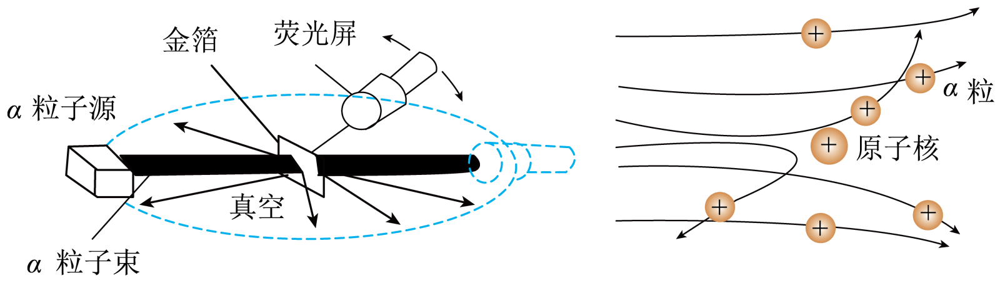 金箔
荧光屏
α 粒子源
真空
α 粒子束
+
+
α 粒
+
+ 原子核
+
+
+